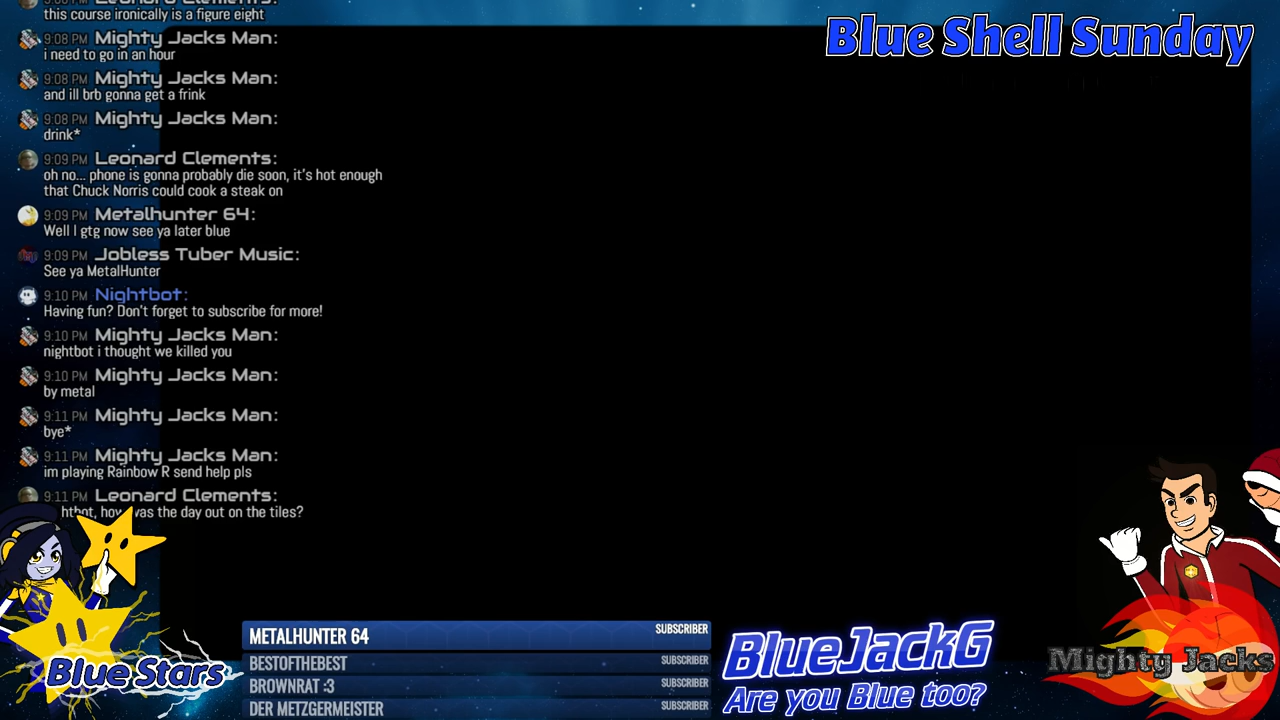 Leonard Clements:
this course ironically is a figure eight
Blue Shell Sunday
9:08 PM Mighty Jacks Man:
i need to go in an hour
9:08 PM Mighty Jacks Man:
and ill brb gonna get a frink
9:08 PM Mighty Jacks Man:
drink*
9:09 PM Leonard Clements:
oh no... phone is gonna probably die soon, it's hot enough
that Chuck Norris could cook a steak on
9:09 PM Metalhunter 64:
Well I gtg now see ya later blue
9:09 PM Jobless Tuber Music:
See ya MetalHunter
9:10 PM Nightbot:
Having fun? Don't forget to subscribe for more!
9:10 PM Mighty Jacks Man:
nightbot i thought we killed you
9:10 PM Mighty Jacks Man:
by metal
9:11 PM Mighty Jacks Man:
bye*
9:11 PM Mighty Jacks Man:
im playing Rainbow R send help pls
9:11 PM Leonard Clements:
the day out on the tiles?
METALHUNTER 64 SUBSCRIBER
BESTOFTHEBEST SUBSCRIBER
BROWNRAT :3 SUBSCRIBER
DER METZGERMEISTER SUBSCRIBER
Blue Stars
BlueJackG
Are you Blue too?
Mighty Jacks